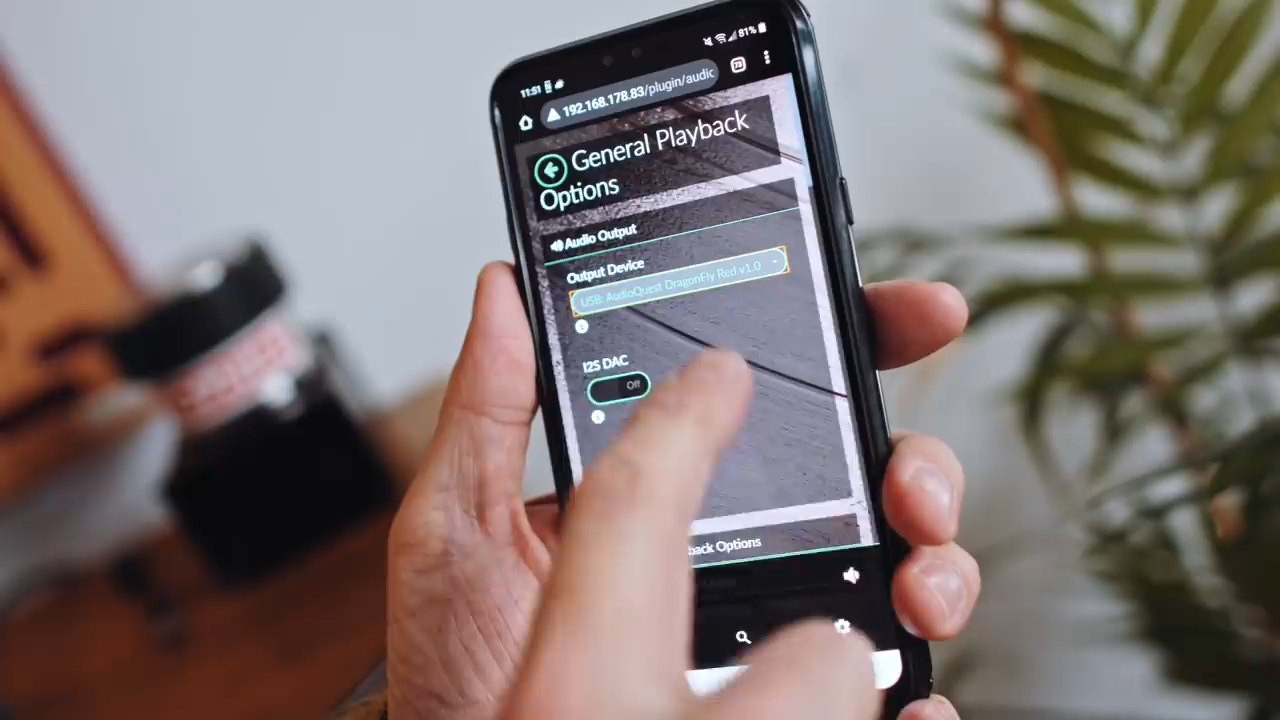 11:51 81%
192.168.178.83/plugin/audic 73
General Playback
Options
Audio Output
Output Device
USB: AudioQuest DragonFly Red v1.0
I2S DAC
Off
back Options